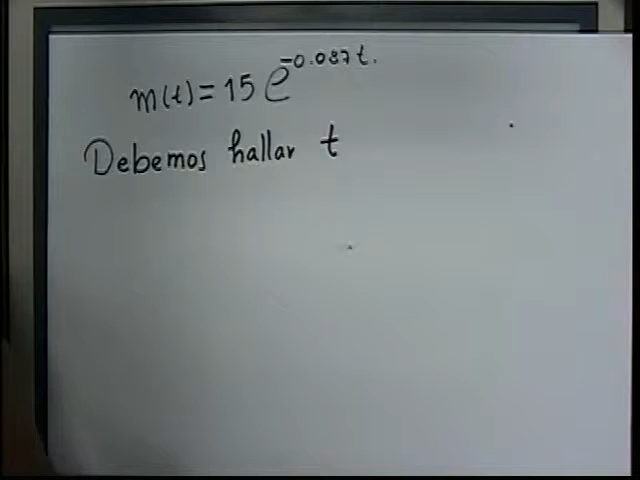 m(t) = 15 e^-0.087t.
Debemos hallar t